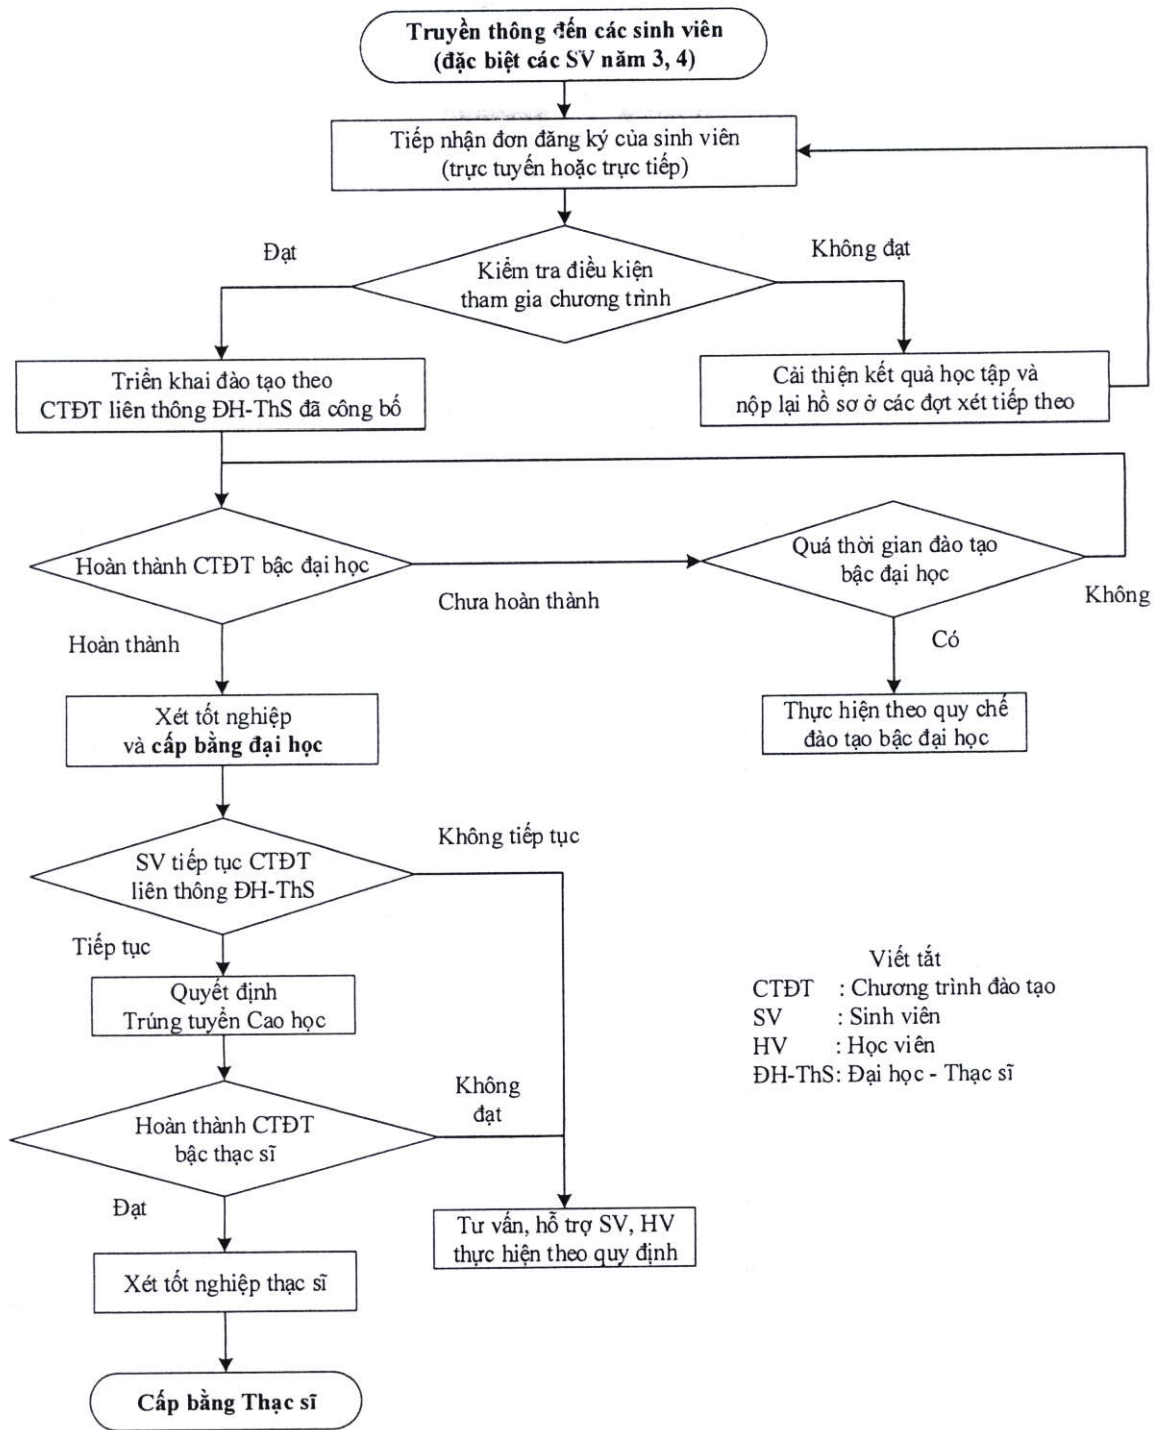 Truyền thông đến các sinh viên
(đặc biệt các SV năm 3, 4)
Tiếp nhận đơn đăng ký của sinh viên
(trực tuyến hoặc trực tiếp)
Đạt
Không đạt
Kiểm tra điều kiện
tham gia chương trình
Triển khai đào tạo theo
CTĐT liên thông ĐH-ThS đã công bố
Cải thiện kết quả học tập và
nộp lại hồ sơ ở các đợt xét tiếp theo
Hoàn thành CTĐT bậc đại học
Quá thời gian đào tạo
bậc đại học
Chưa hoàn thành
Không
Hoàn thành
Có
Xét tốt nghiệp
và cấp bằng đại học
Thực hiện theo quy chế
đào tạo bậc đại học
Không tiếp tục
SV tiếp tục CTĐT
liên thông ĐH-ThS
Tiếp tục
Quyết định
Trúng tuyển Cao học
Viết tắt
CTĐT : Chương trình đào tạo
SV : Sinh viên
HV : Học viên
ĐH-ThS: Đại học - Thạc sĩ
Không
đạt
Hoàn thành CTĐT
bậc thạc sĩ
Đạt
Tư vấn, hỗ trợ SV, HV
thực hiện theo quy định
Xét tốt nghiệp thạc sĩ
Cấp bằng Thạc sĩ